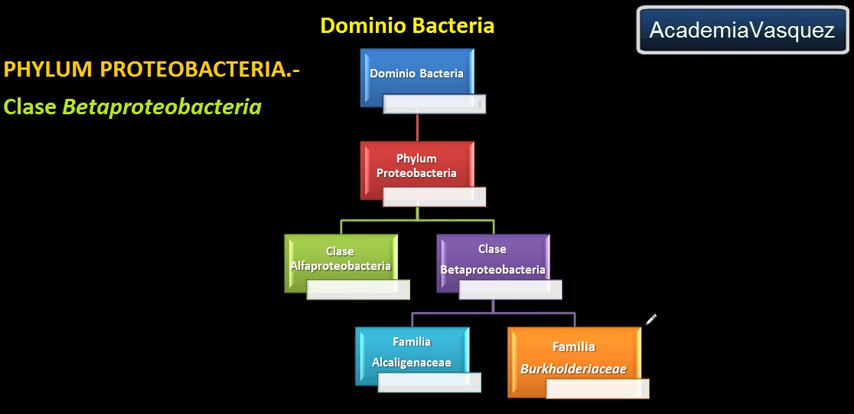 Dominio Bacteria
AcademiaVasquez
PHYLUM PROTEOBACTERIA.-
Clase Betaproteobacteria
Dominio Bacteria
Phylum
Proteobacteria
Clase
Alfaproteobacteria
Clase
Betaproteobacteria
Familia
Alcaligenaceae
Familia
Burkholderiaceae